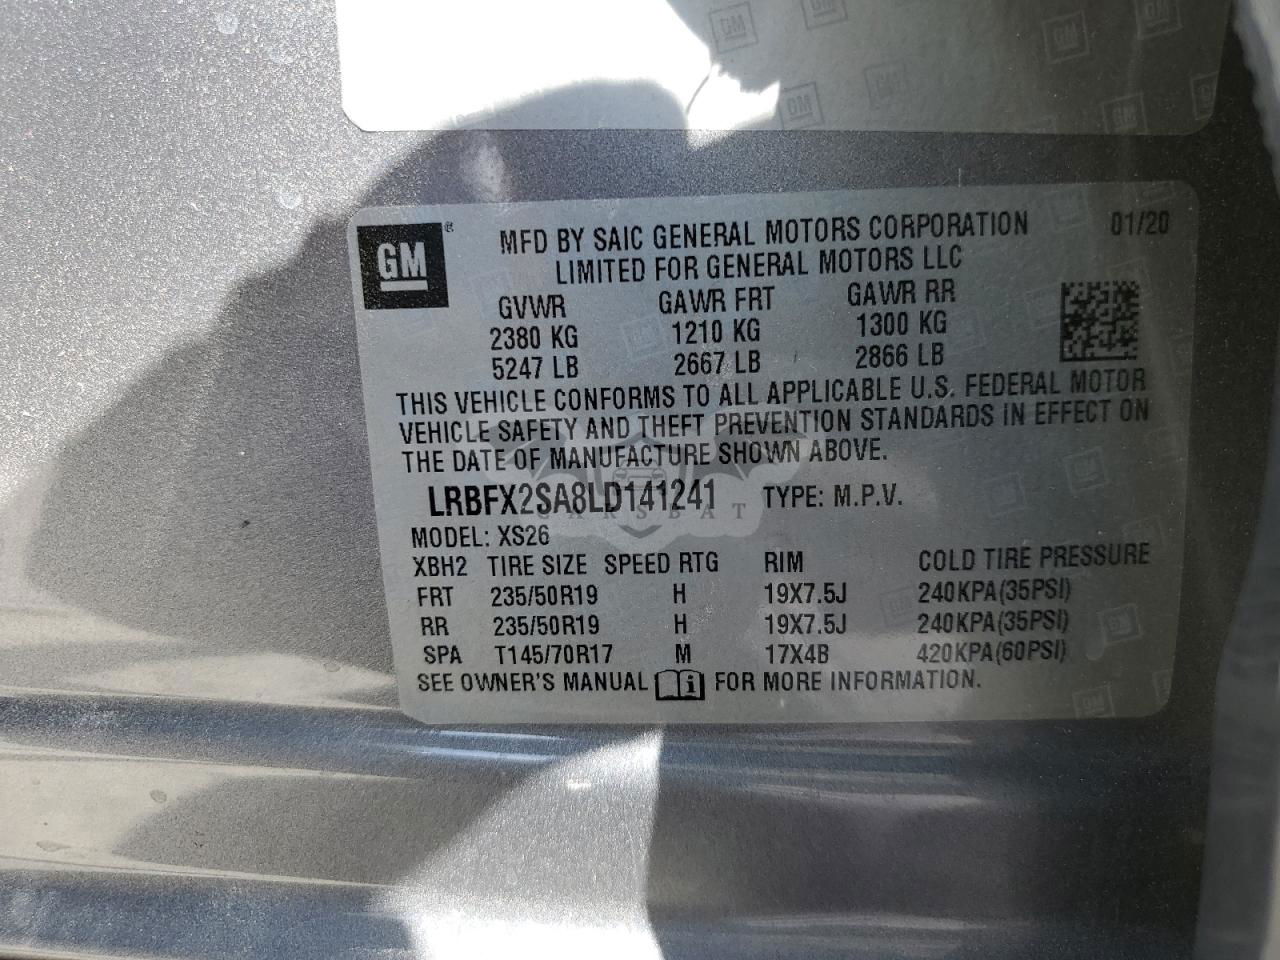 GM®
MFD BY SAIC GENERAL MOTORS CORPORATION 01/20
LIMITED FOR GENERAL MOTORS LLC
GVWR GAWR FRT GAWR RR
2380 KG 1210 KG 1300 KG
5247 LB 2667 LB 2866 LB
THIS VEHICLE CONFORMS TO ALL APPLICABLE U.S. FEDERAL MOTOR
VEHICLE SAFETY AND THEFT PREVENTION STANDARDS IN EFFECT ON
THE DATE OF MANUFACTURE SHOWN ABOVE.
LRBFX2SA8LD141241 TYPE: M.P.V.
CARSBAT
MODEL: XS26
XBH2 TIRE SIZE SPEED RTG RIM COLD TIRE PRESSURE
FRT 235/50R19 H 19X7.5J 240KPA(35PSI)
RR 235/50R19 H 19X7.5J 240KPA(35PSI)
SPA T145/70R17 M 17X4B 420KPA(60PSI)
SEE OWNER'S MANUAL i FOR MORE INFORMATION.